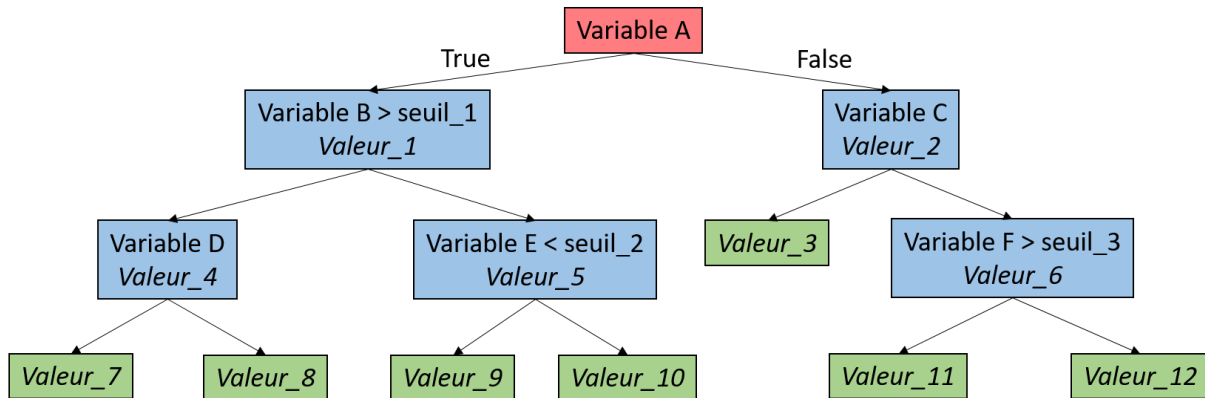 Variable A
True
False
Variable B > seuil_1
Valeur_1
Variable C
Valeur_2
Variable D
Valeur_4
Variable E < seuil_2
Valeur_5
Valeur_3
Variable F > seuil_3
Valeur_6
Valeur_7
Valeur_8
Valeur_9
Valeur_10
Valeur_11
Valeur_12